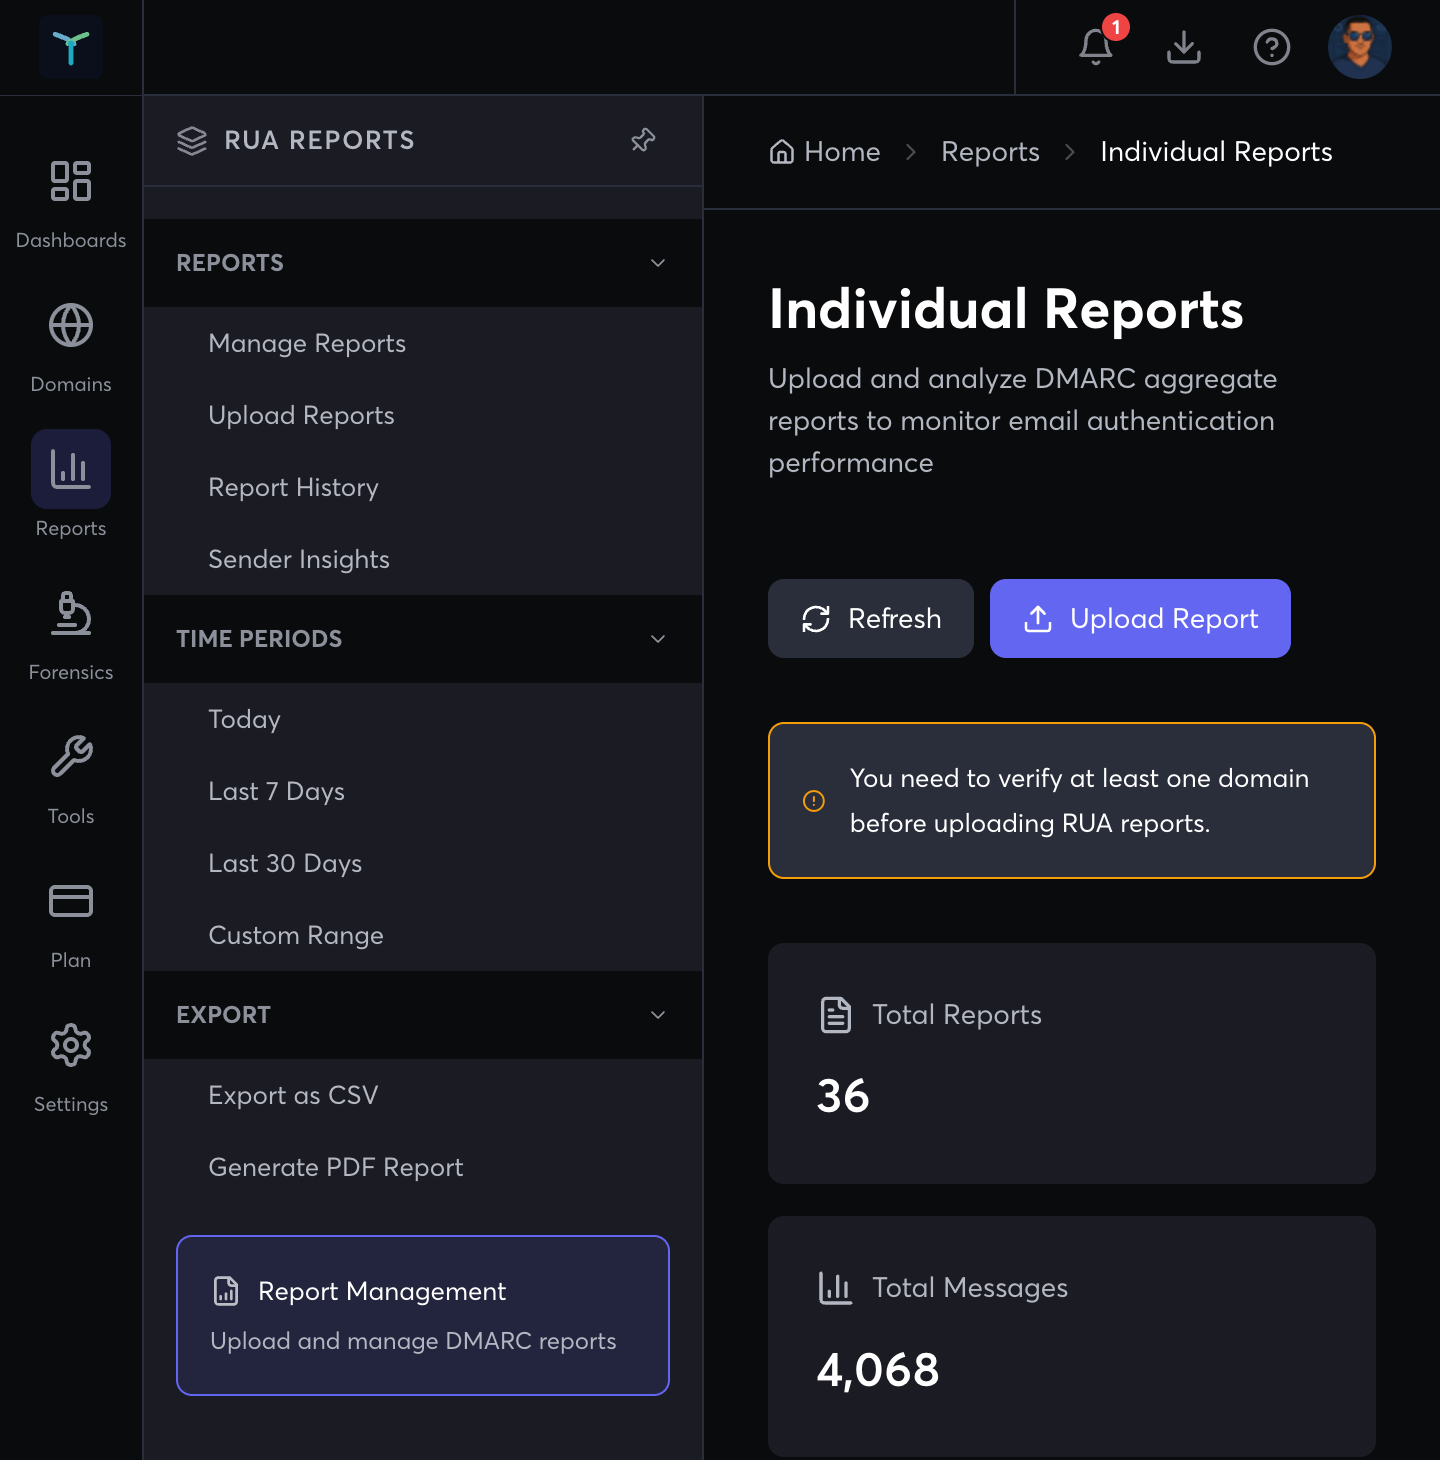 1
Dashboards
Domains
Reports
Forensics
Tools
Plan
Settings
RUA REPORTS
REPORTS
Manage Reports
Upload Reports
Report History
Sender Insights
TIME PERIODS
Today
Last 7 Days
Last 30 Days
Custom Range
EXPORT
Export as CSV
Generate PDF Report
Report Management
Upload and manage DMARC reports
Home > Reports > Individual Reports
Individual Reports
Upload and analyze DMARC aggregate
reports to monitor email authentication
performance
Refresh
Upload Report
You need to verify at least one domain
before uploading RUA reports.
Total Reports
36
Total Messages
4,068